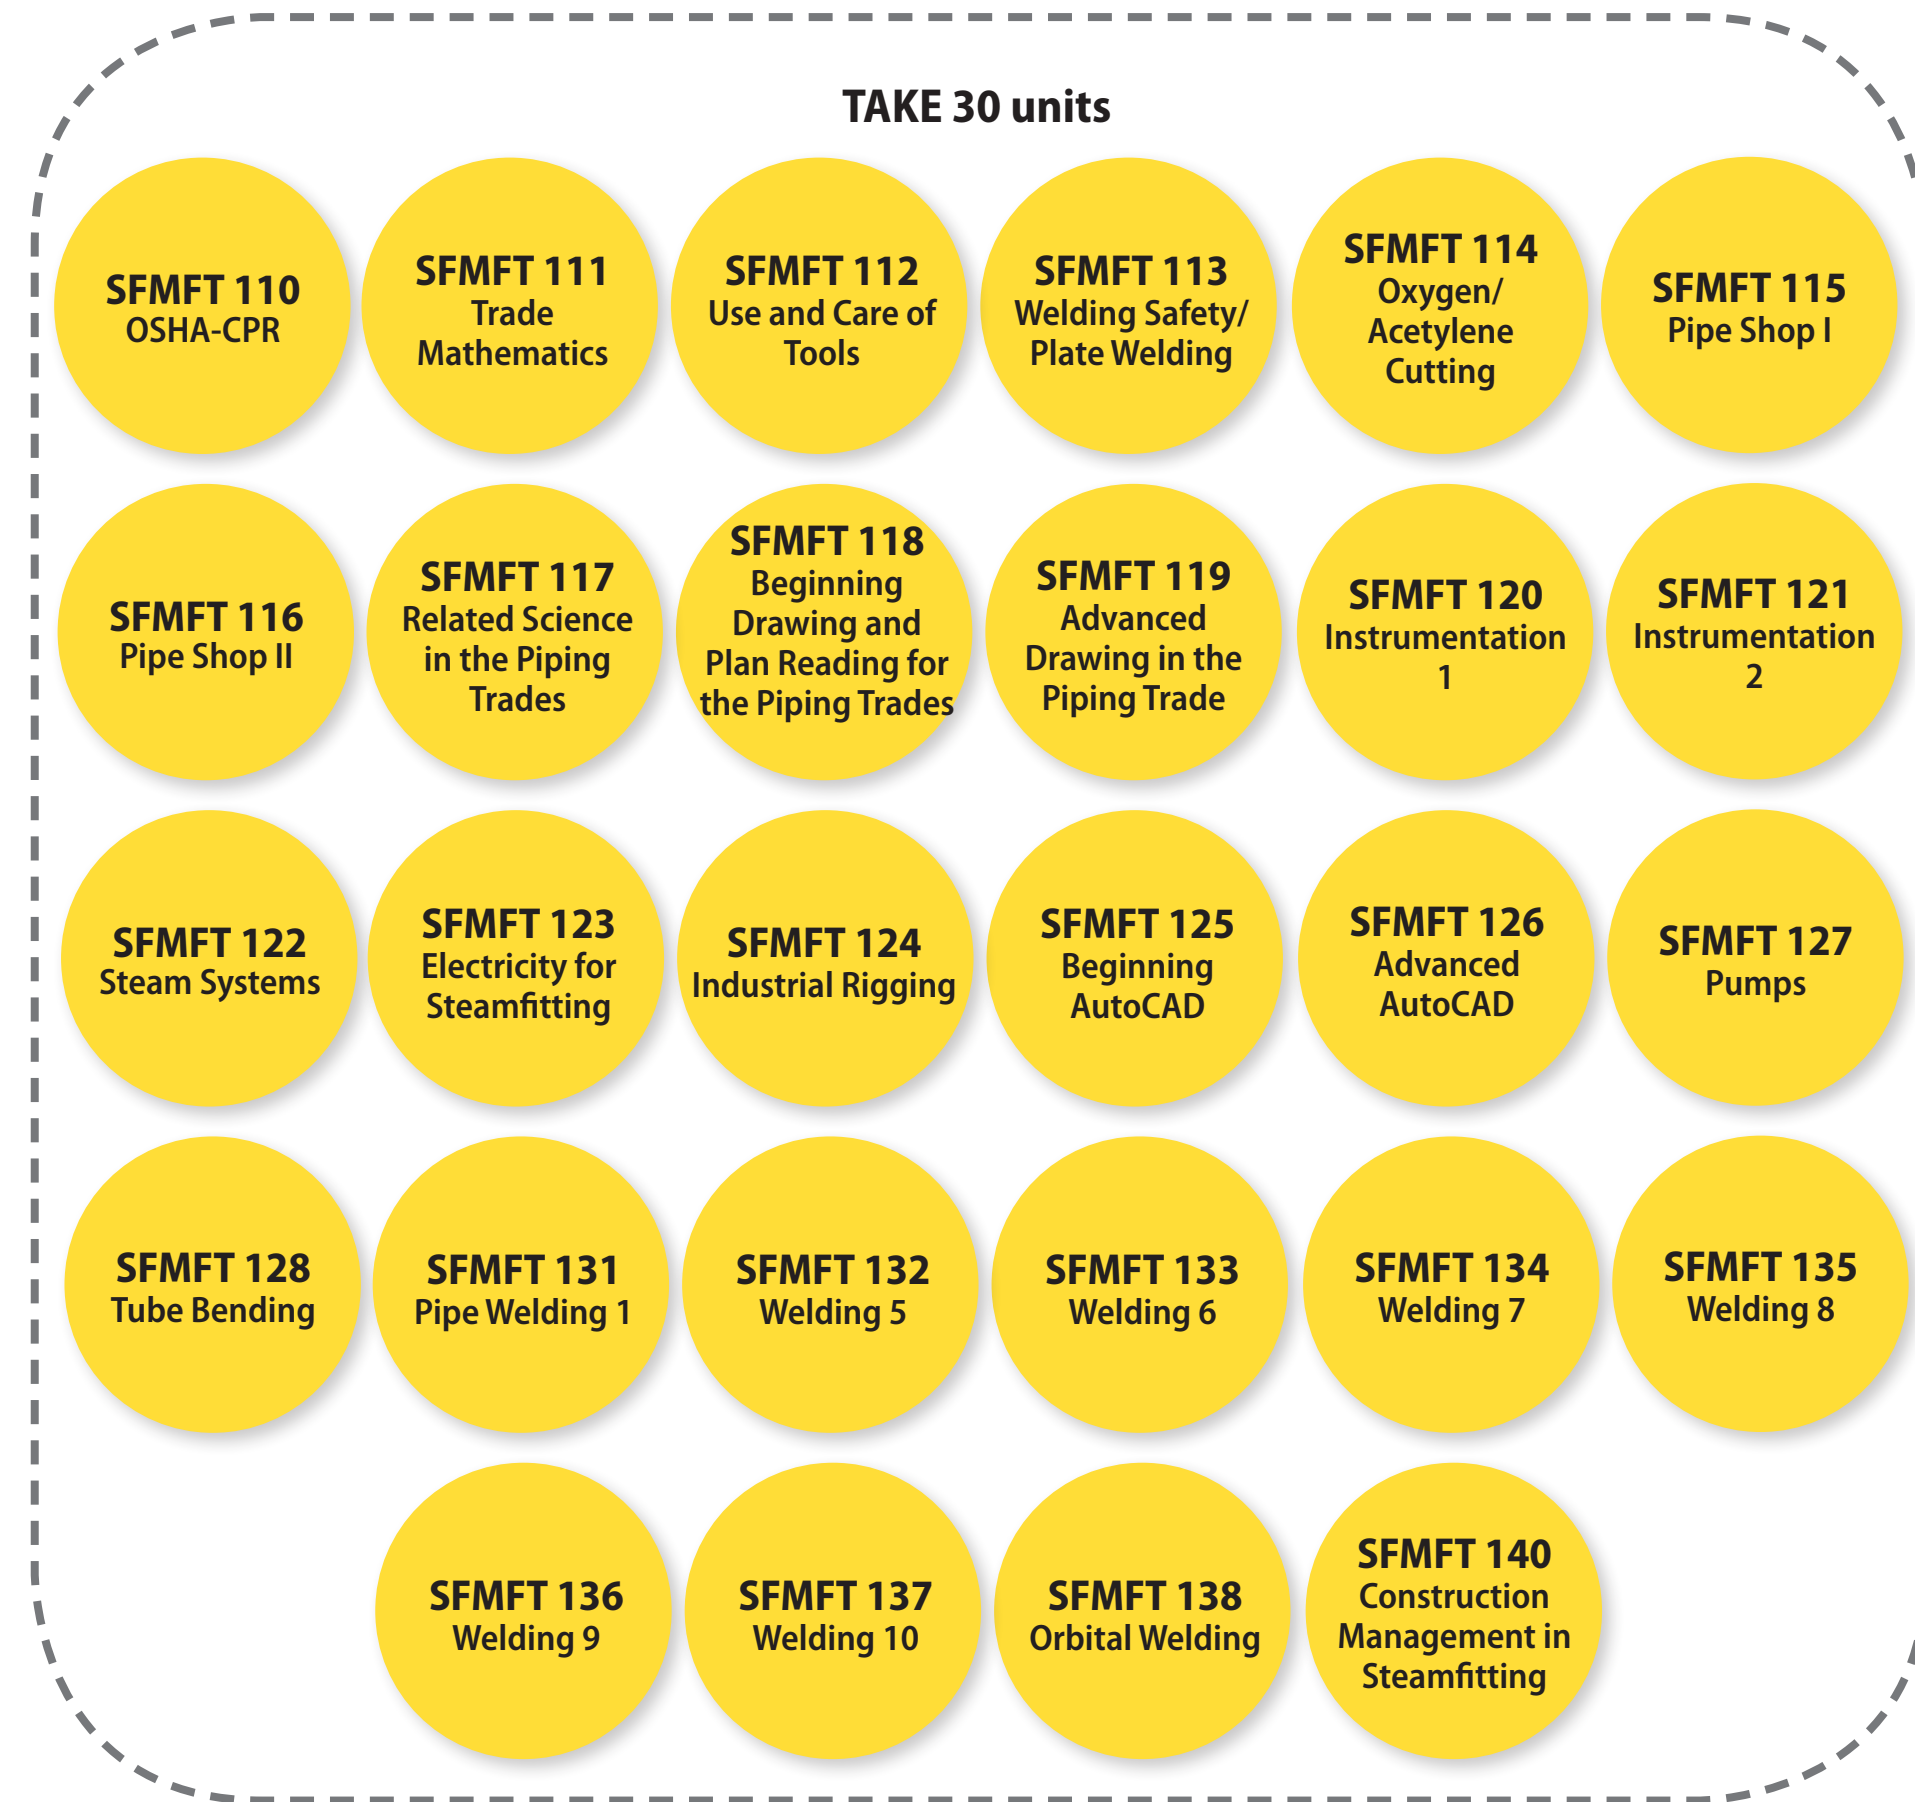 TAKE 30 units
SFMFT 110
OSHA-CPR
SFMFT 111
Trade
Mathematics
SFMFT 112
Use and Care of
Tools
SFMFT 113
Welding Safety/
Plate Welding
SFMFT 114
Oxygen/
Acetylene
Cutting
SFMFT 115
Pipe Shop I
SFMFT 116
Pipe Shop II
SFMFT 117
Related Science
in the Piping
Trades
SFMFT 118
Beginning
Drawing and
Plan Reading for
the Piping Trades
SFMFT 119
Advanced
Drawing in the
Piping Trade
SFMFT 120
Instrumentation
1
SFMFT 121
Instrumentation
2
SFMFT 122
Steam Systems
SFMFT 123
Electricity for
Steamfitting
SFMFT 124
Industrial Rigging
SFMFT 125
Beginning
AutoCAD
SFMFT 126
Advanced
AutoCAD
SFMFT 127
Pumps
SFMFT 128
Tube Bending
SFMFT 131
Pipe Welding 1
SFMFT 132
Welding 5
SFMFT 133
Welding 6
SFMFT 134
Welding 7
SFMFT 135
Welding 8
SFMFT 136
Welding 9
SFMFT 137
Welding 10
SFMFT 138
Orbital Welding
SFMFT 140
Construction
Management in
Steamfitting